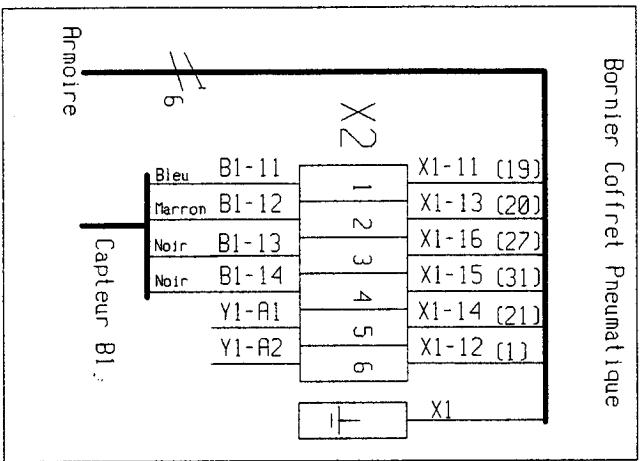 Bornier Coffret Pneumatique
Armoire
6
X2
Bleu B1-11 1 X1-11 (19)
Marron B1-12 2 X1-13 (20)
Noir B1-13 3 X1-16 (27)
Noir B1-14 4 X1-15 (31)
Y1-A1 5 X1-14 (21)
Y1-A2 6 X1-12 (1)
Capteur B1
X1